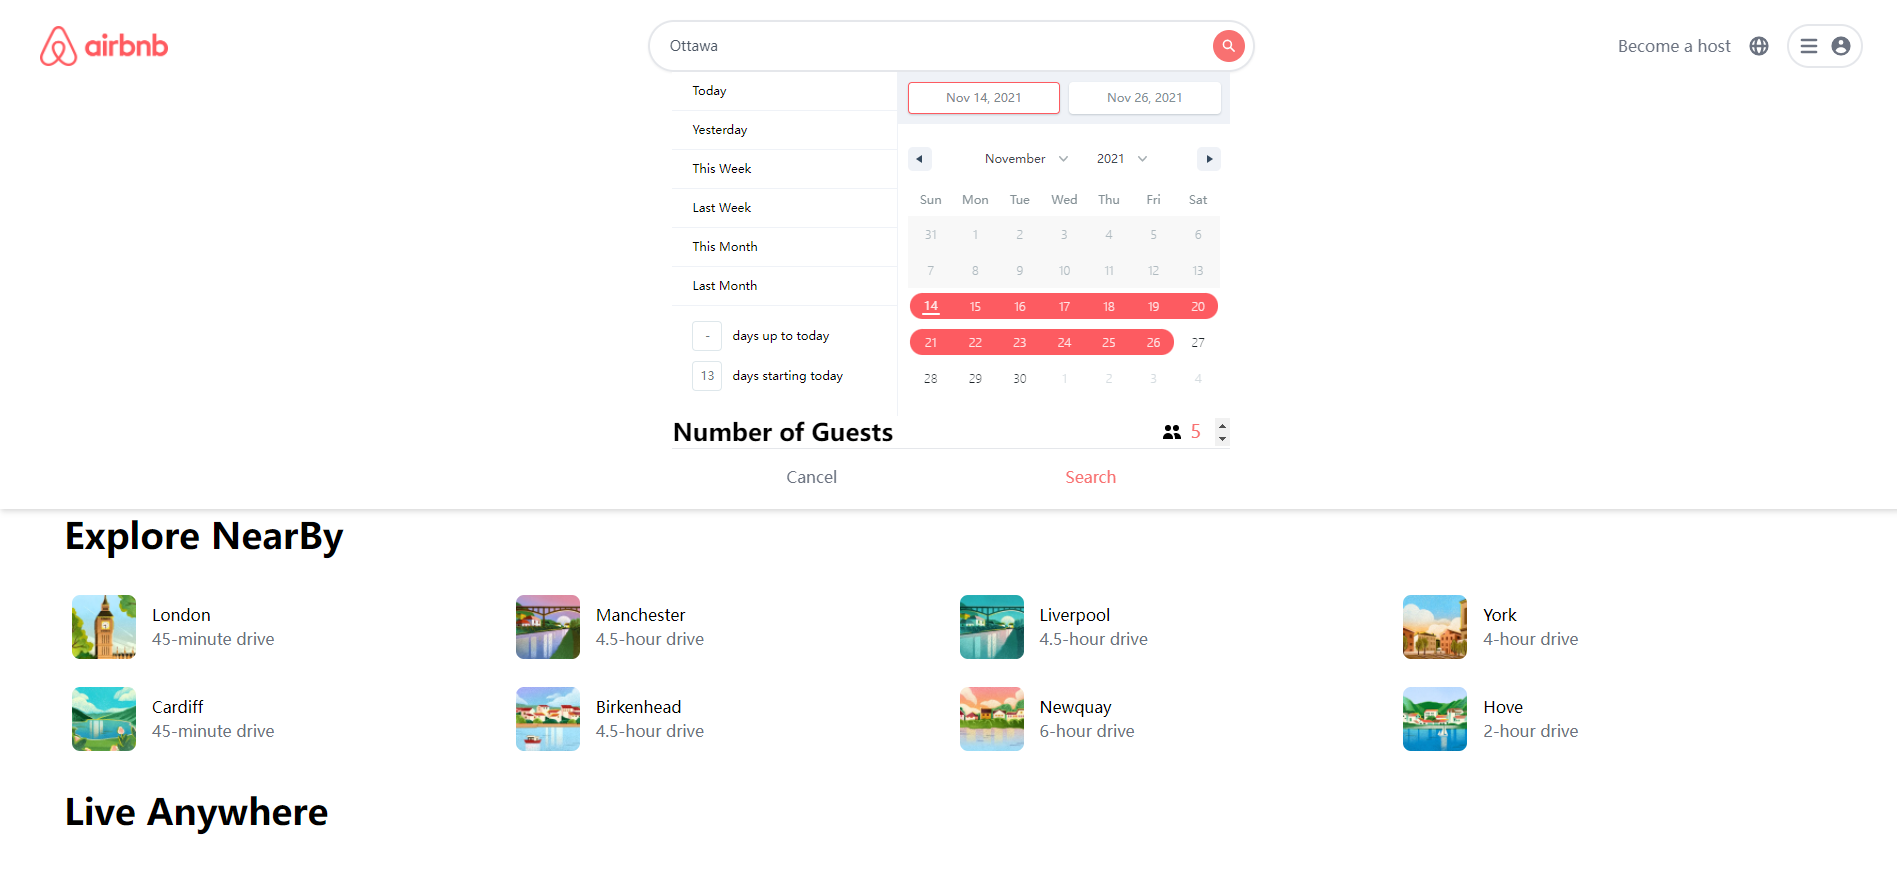 airbnb
Ottawa
Become a host
Today
Yesterday
This Week
Last Week
This Month
Last Month
- days up to today
13 days starting today
Nov 14, 2021 Nov 26, 2021
November 2021
Sun Mon Tue Wed Thu Fri Sat
31 1 2 3 4 5 6
7 8 9 10 11 12 13
14 15 16 17 18 19 20
21 22 23 24 25 26 27
28 29 30 1 2 3 4
Number of Guests 5
Cancel Search
Explore NearBy
London
45-minute drive
Manchester
4.5-hour drive
Liverpool
4.5-hour drive
York
4-hour drive
Cardiff
45-minute drive
Birkenhead
4.5-hour drive
Newquay
6-hour drive
Hove
2-hour drive
Live Anywhere